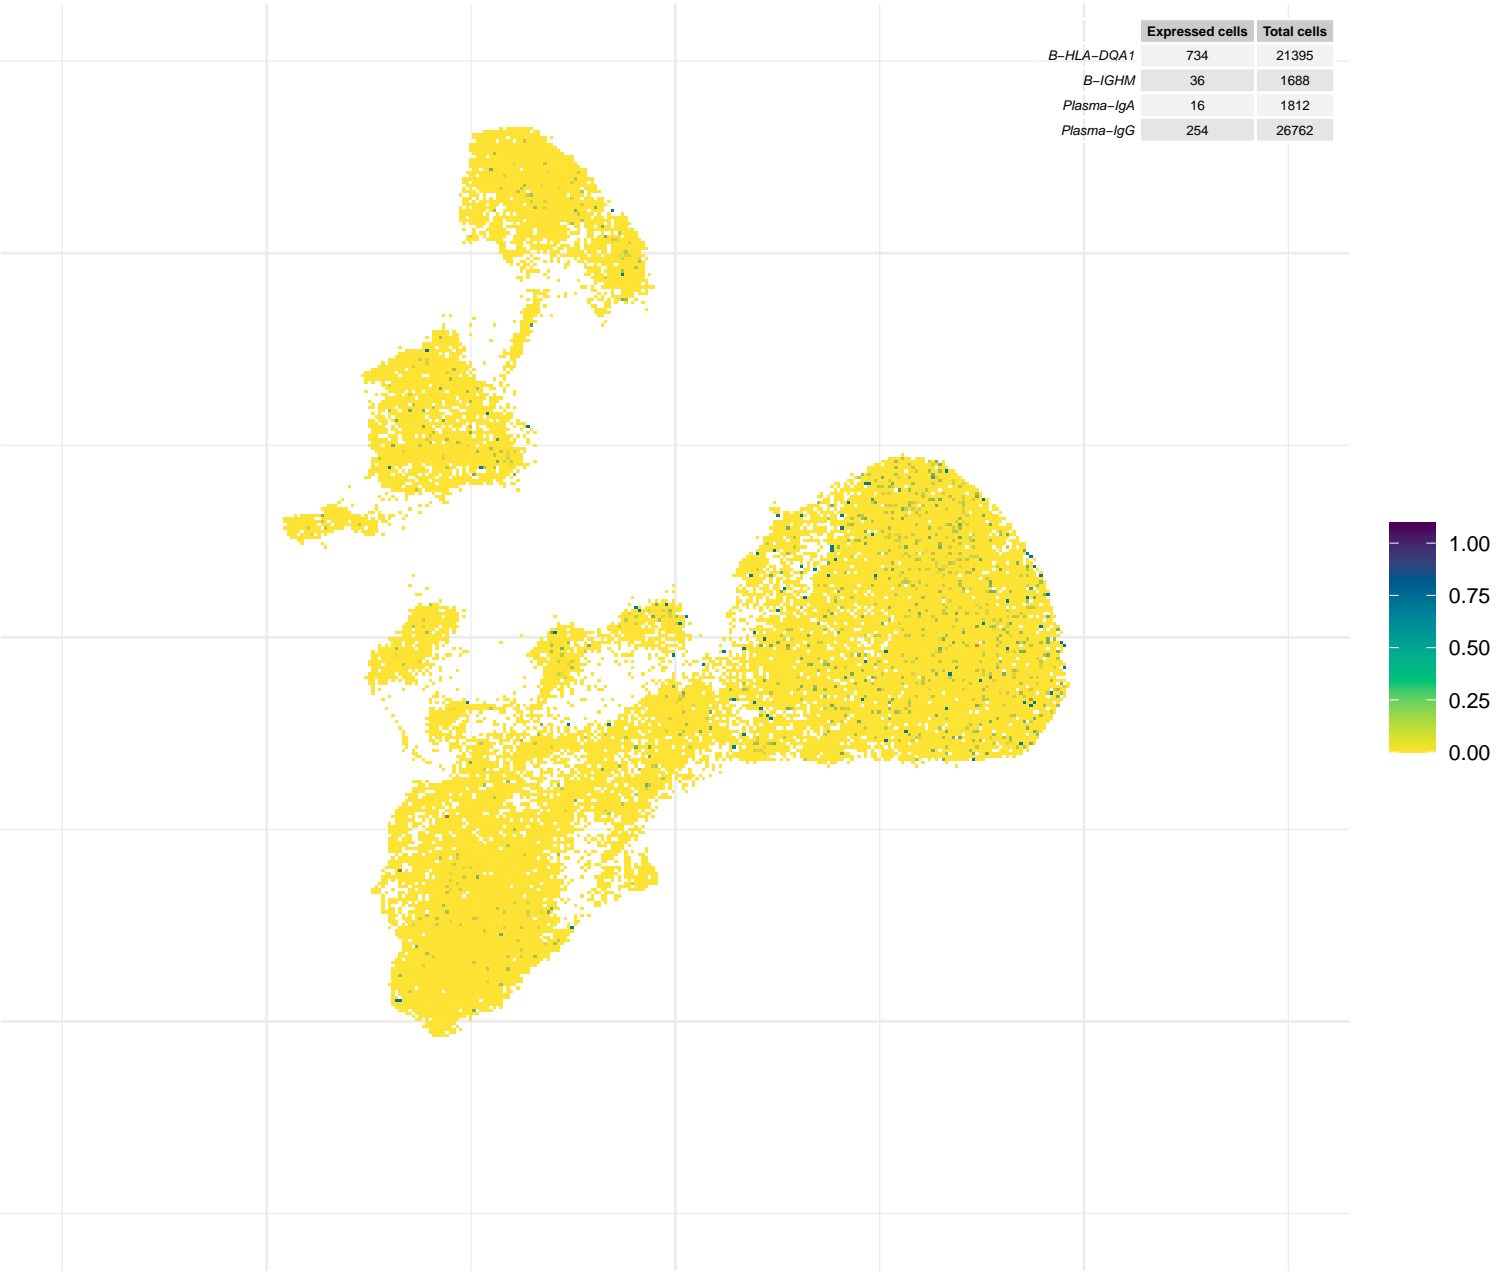 Expressed cells Total cells
B−HLA−DQA1 734 21395
B−IGHM 36 1688
Plasma−IgA 16 1812
Plasma−IgG 254 26762
1.00
0.75
0.50
0.25
0.00